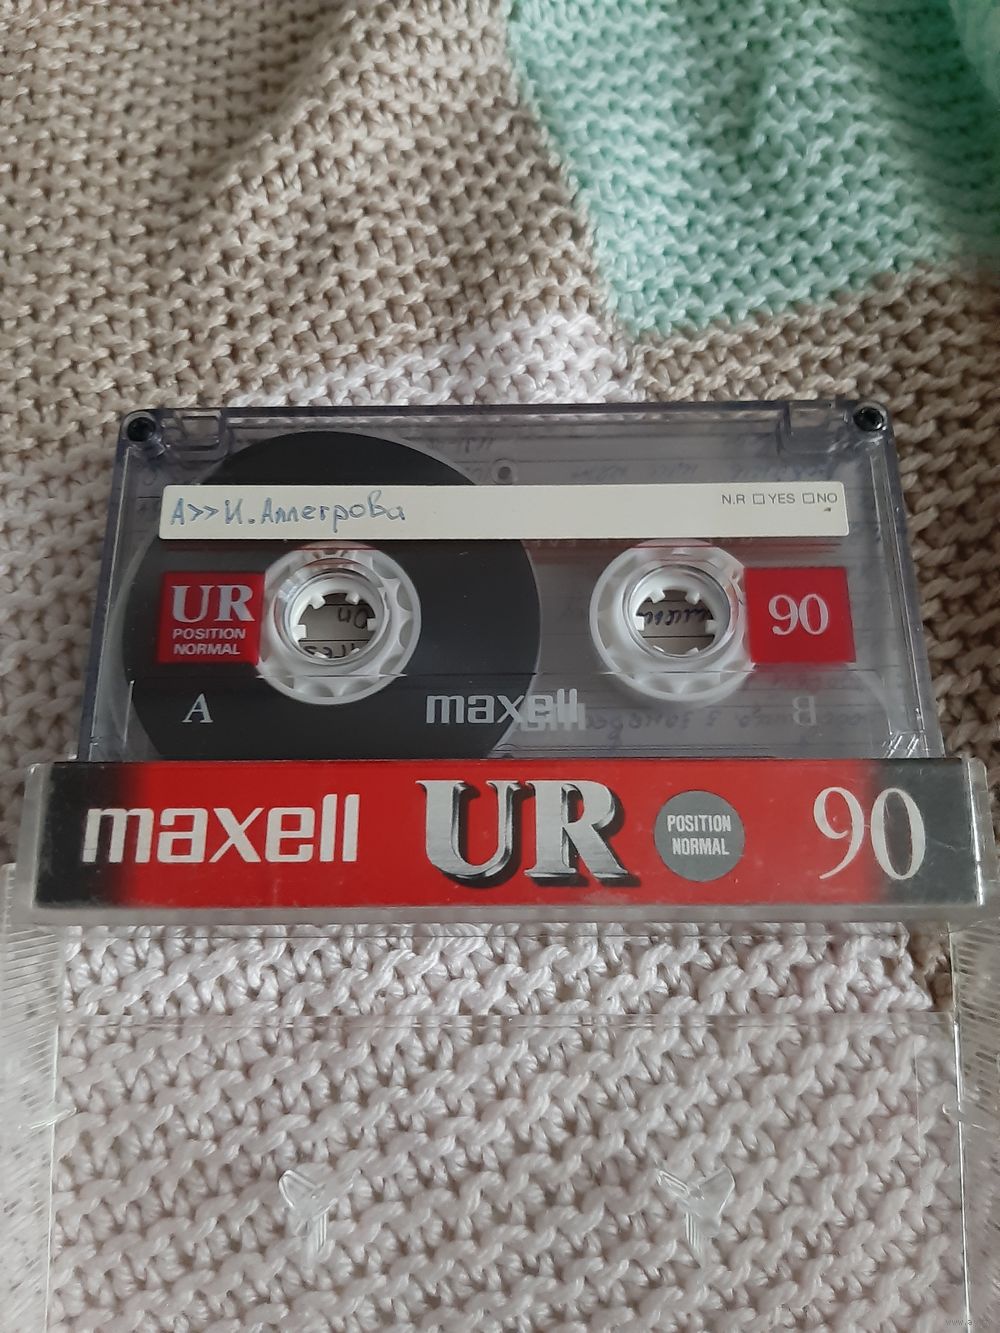 А>> И. Аллегрова
N.R ☐ YES ☐ NO
UR
POSITION
NORMAL
90
A
maxell
B
maxell UR POSITION NORMAL 90